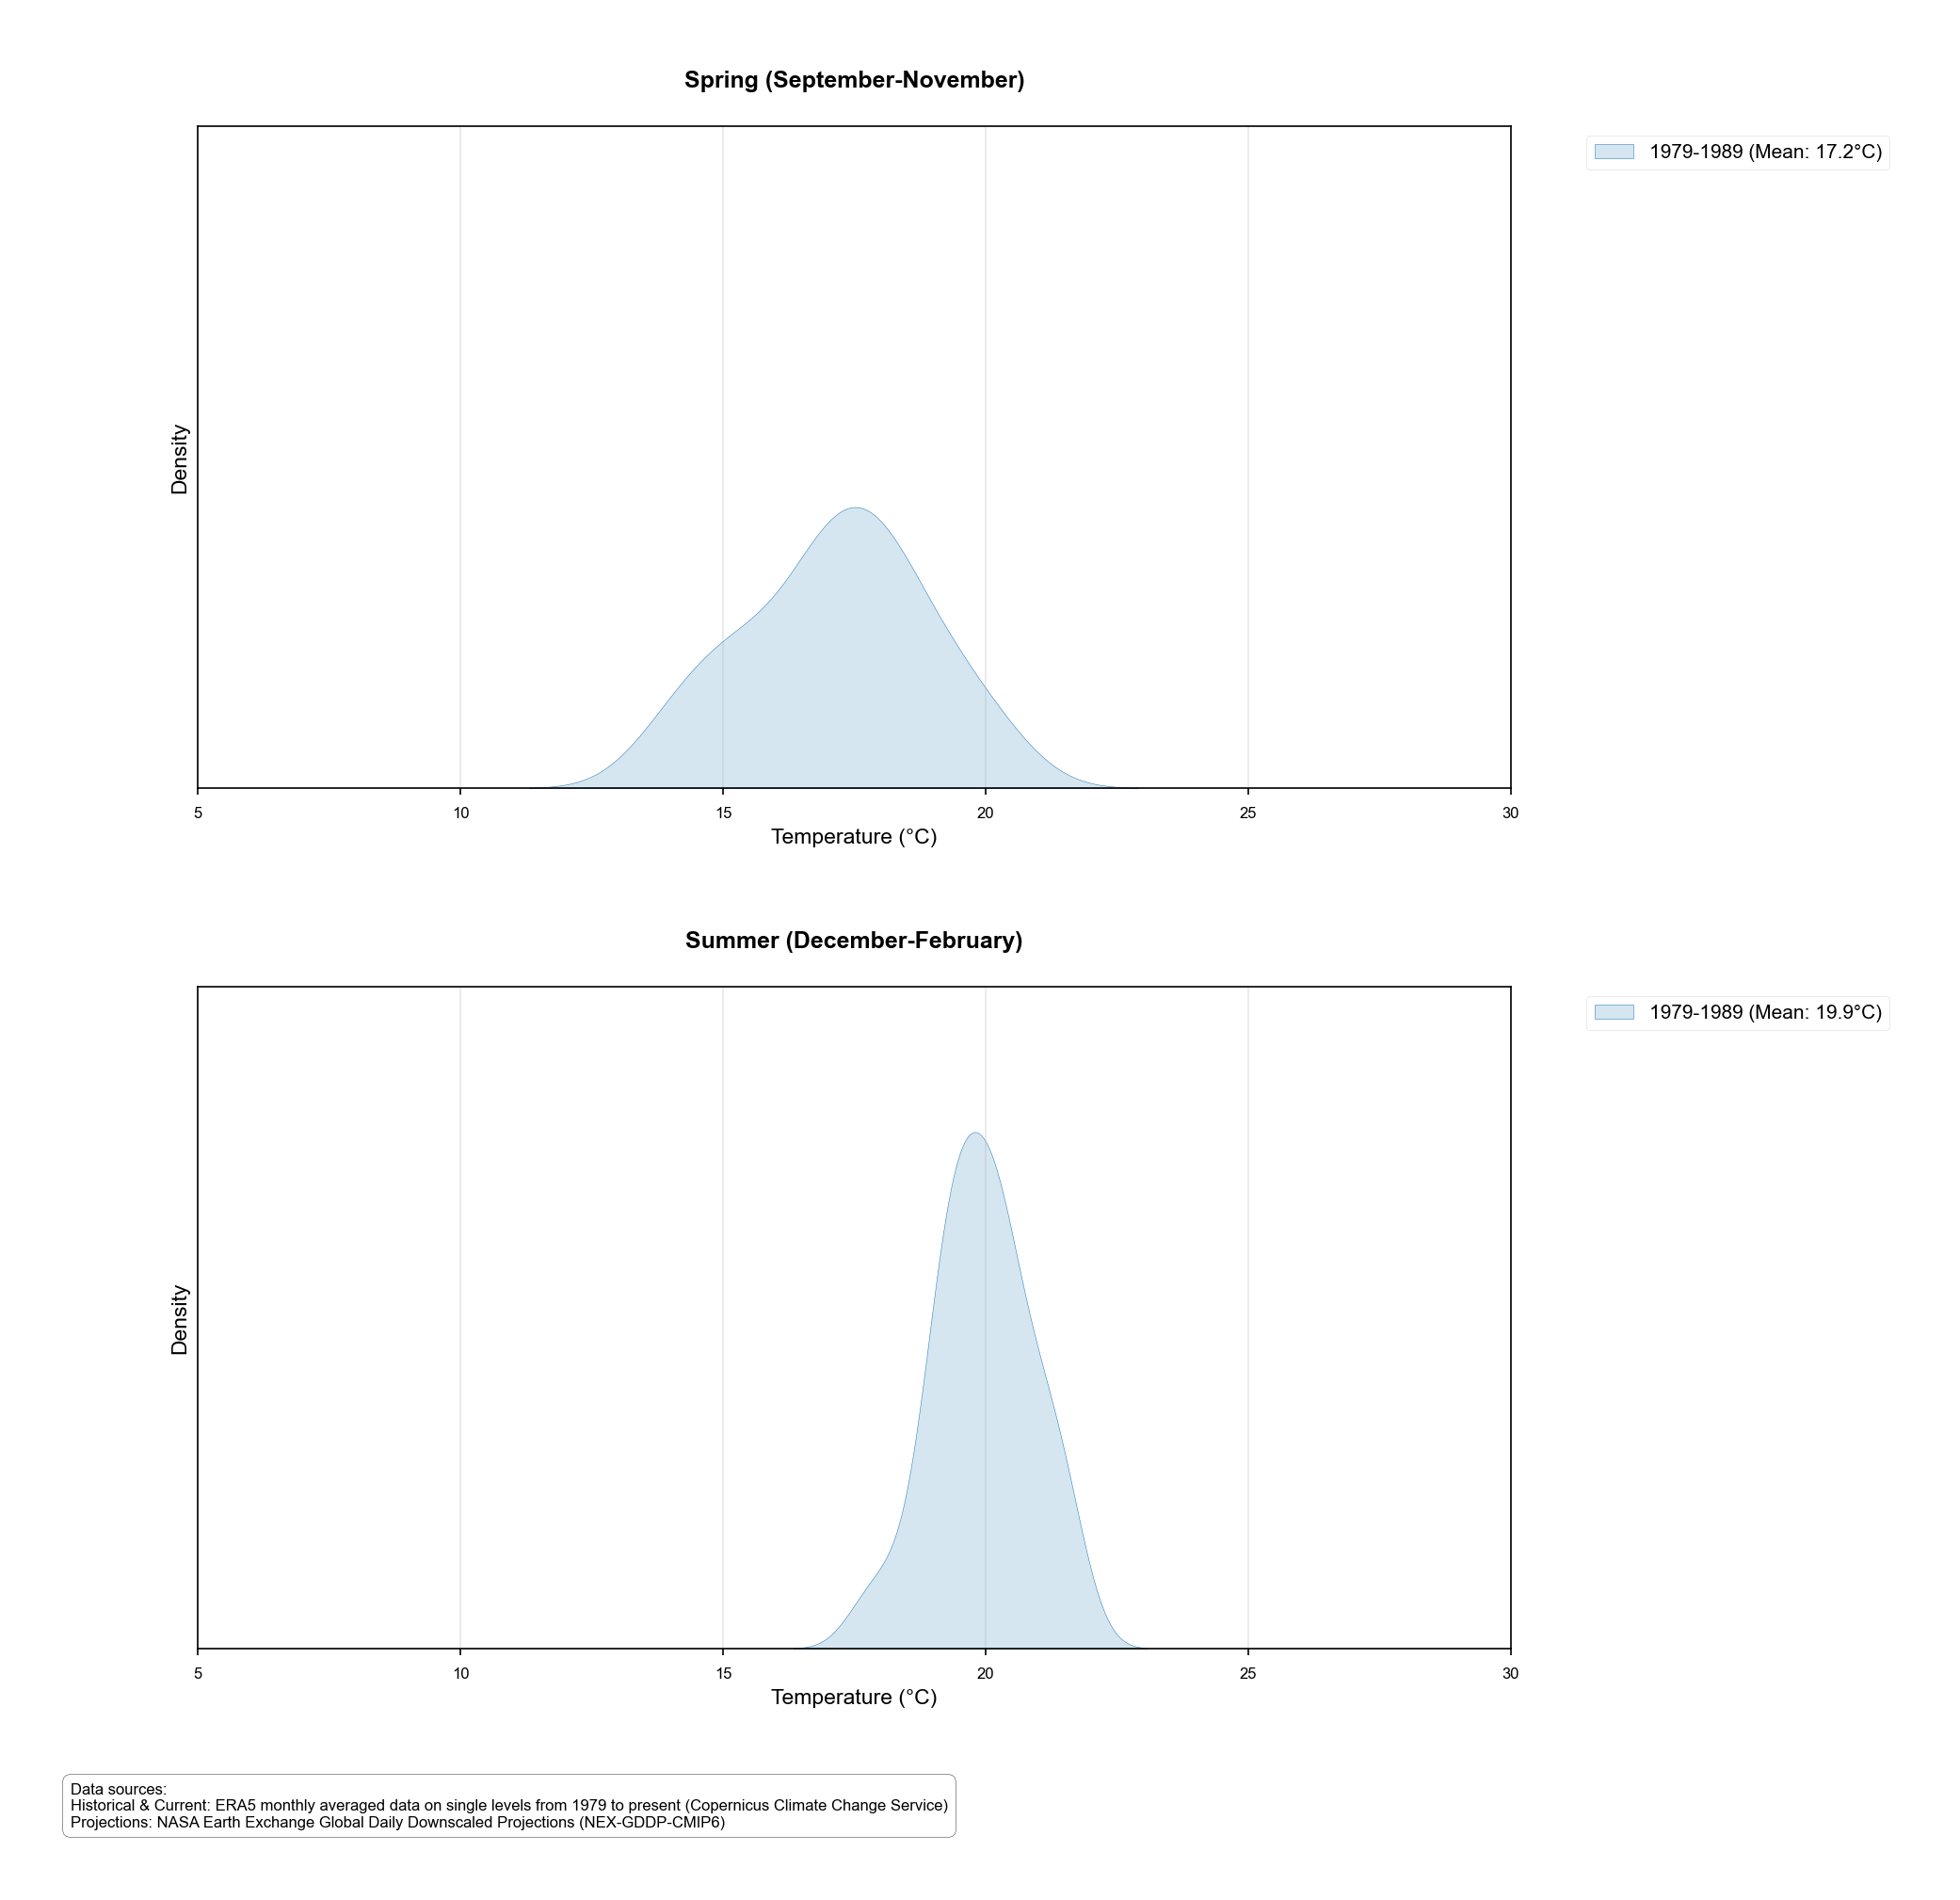 Spring (September-November)
1979-1989 (Mean: 17.2°C)
Density
5 10 15 20 25 30
Temperature (°C)
Summer (December-February)
1979-1989 (Mean: 19.9°C)
Density
5 10 15 20 25 30
Temperature (°C)
Data sources:
Historical & Current: ERA5 monthly averaged data on single levels from 1979 to present (Copernicus Climate Change Service)
Projections: NASA Earth Exchange Global Daily Downscaled Projections (NEX-GDDP-CMIP6)